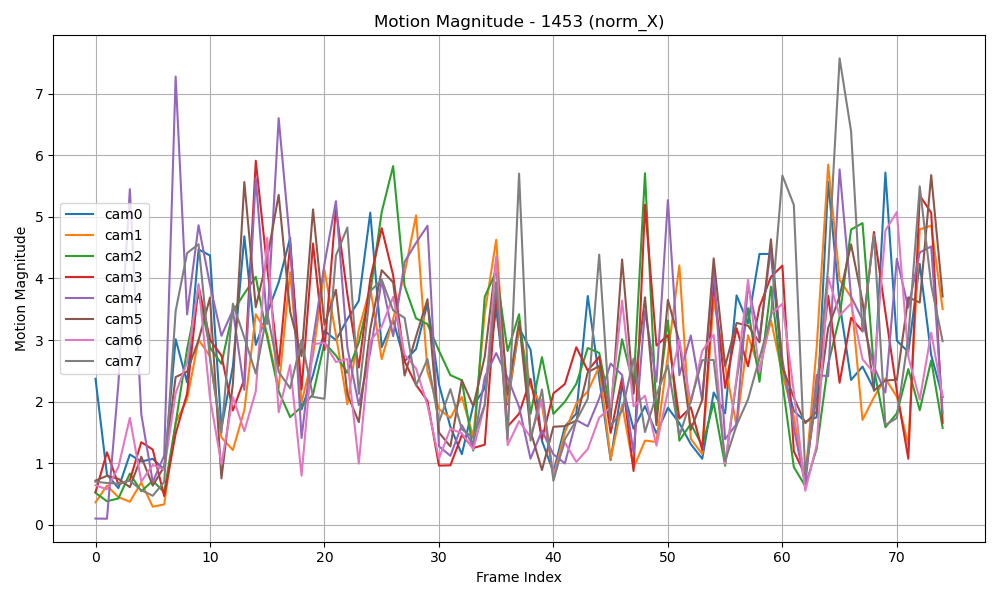 Motion Magnitude - 1453 (norm_X)
Motion Magnitude
7
6
5
4
3
2
1
0
cam0
cam1
cam2
cam3
cam4
cam5
cam6
cam7
0 10 20 30 40 50 60 70
Frame Index